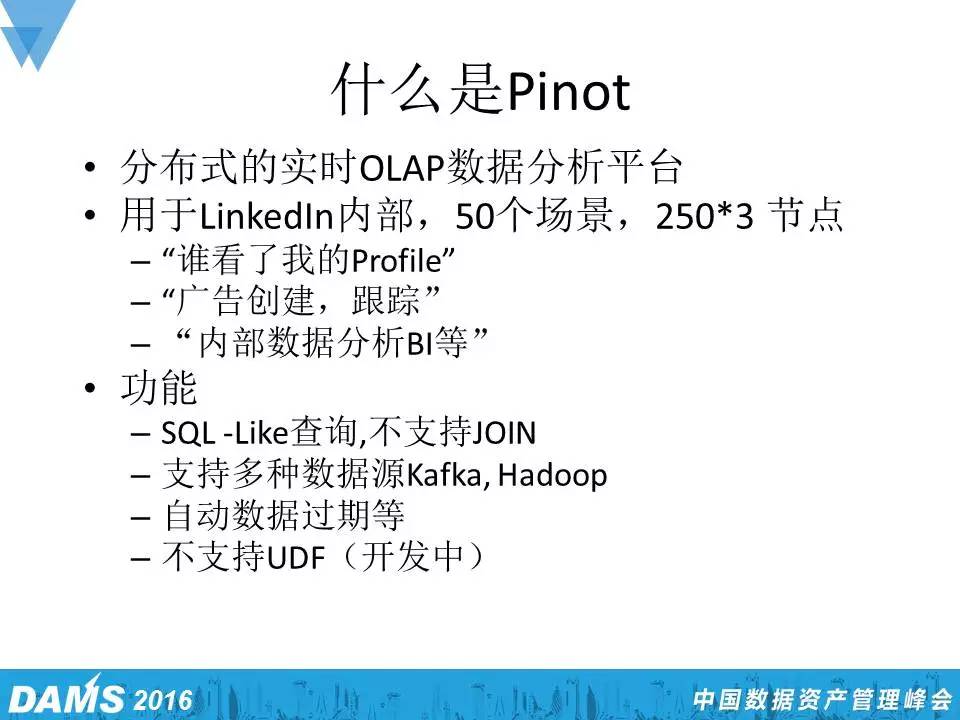 什么是Pinot
• 分布式的实时OLAP数据分析平台
• 用于LinkedIn内部，50个场景，250*3 节点
– “谁看了我的Profile”
– “广告创建，跟踪”
– “内部数据分析BI等”
• 功能
– SQL -Like查询,不支持JOIN
– 支持多种数据源Kafka, Hadoop
– 自动数据过期等
– 不支持UDF（开发中）
DAMS 2016
中国数据资产管理峰会